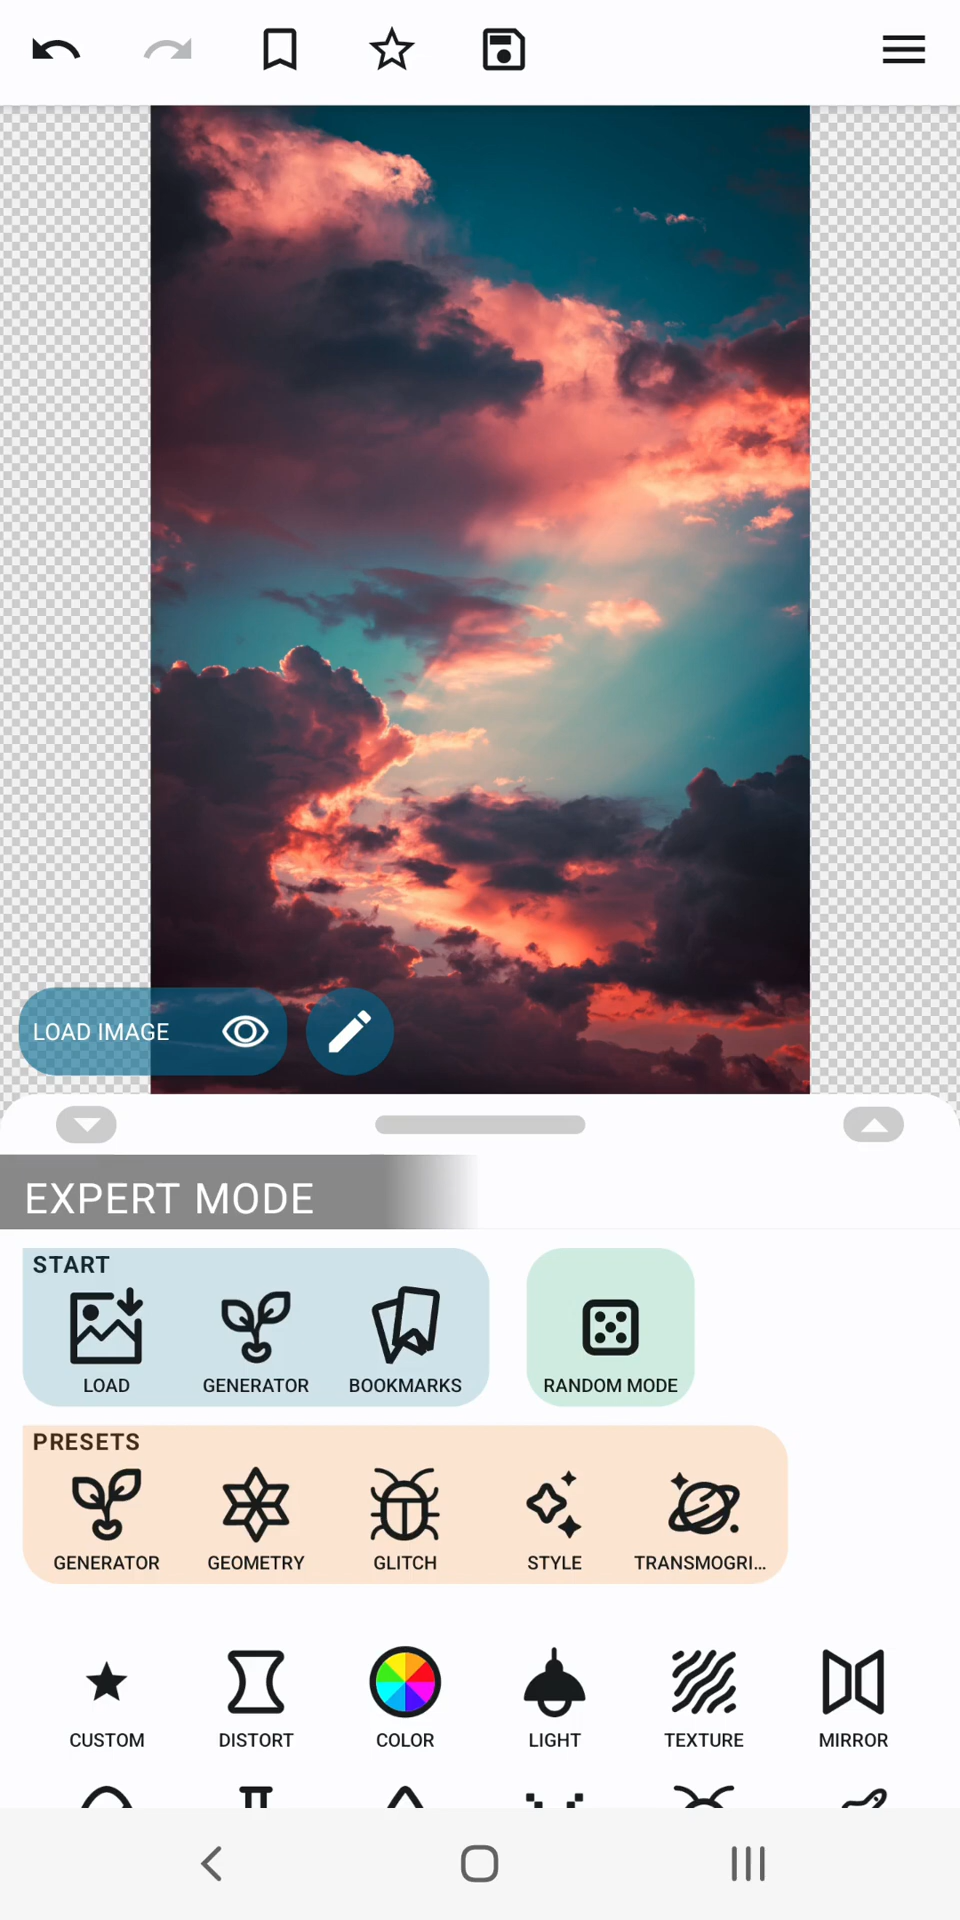 LOAD IMAGE
EXPERT MODE
START
LOAD
GENERATOR
BOOKMARKS
RANDOM MODE
PRESETS
GENERATOR
GEOMETRY
GLITCH
STYLE
TRANSMOGRI...
CUSTOM
DISTORT
COLOR
LIGHT
TEXTURE
MIRROR